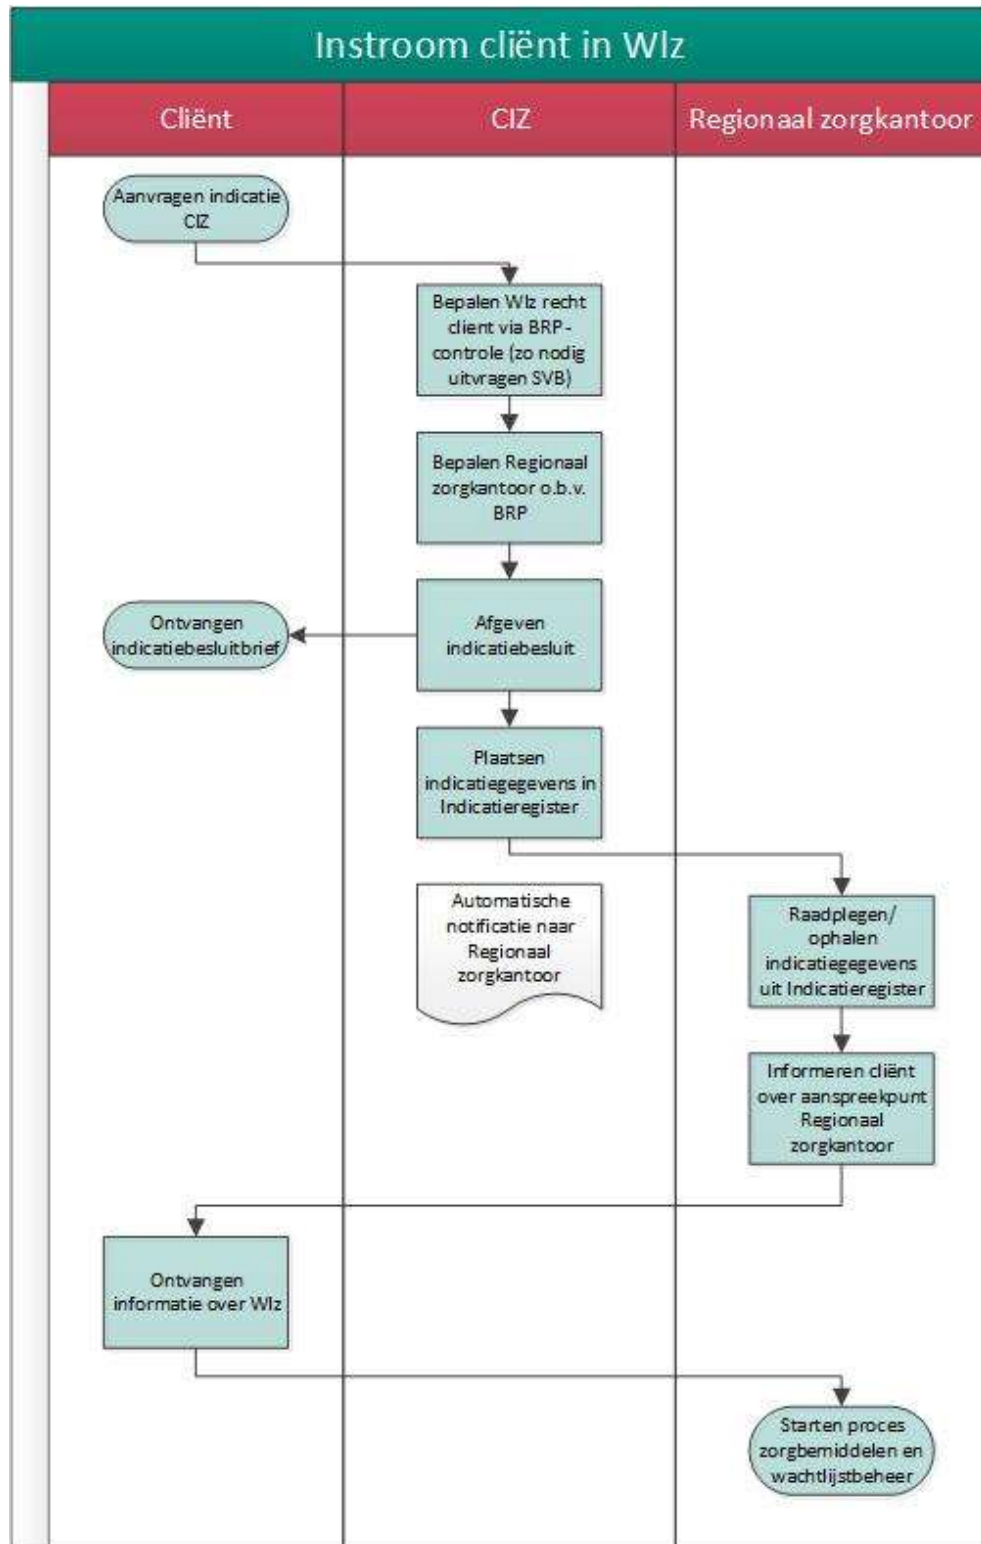 Instroom cliënt in Wlz
Cliënt
CIZ
Regionaal zorgkantoor
Aanvragen indicatie
CIZ
Bepalen Wlz recht
client via BRP-
controle (zo nodig
uitvragen SVB)
Bepalen Regionaal
zorgkantoor o.b.v.
BRP
Afgeven
indicatiebesluit
Ontvangen
indicatiebesluitbrief
Plaatsen
indicatiegegevens in
Indicatieregister
Automatische
notificatie naar
Regionaal
zorgkantoor
Raadplegen/
ophalen
indicatiegegevens
uit Indicatieregister
Informeren cliënt
over aanspreekpunt
Regionaal
zorgkantoor
Ontvangen
informatie over Wlz
Starten proces
zorgbemiddelen en
wachtlijstbeheer